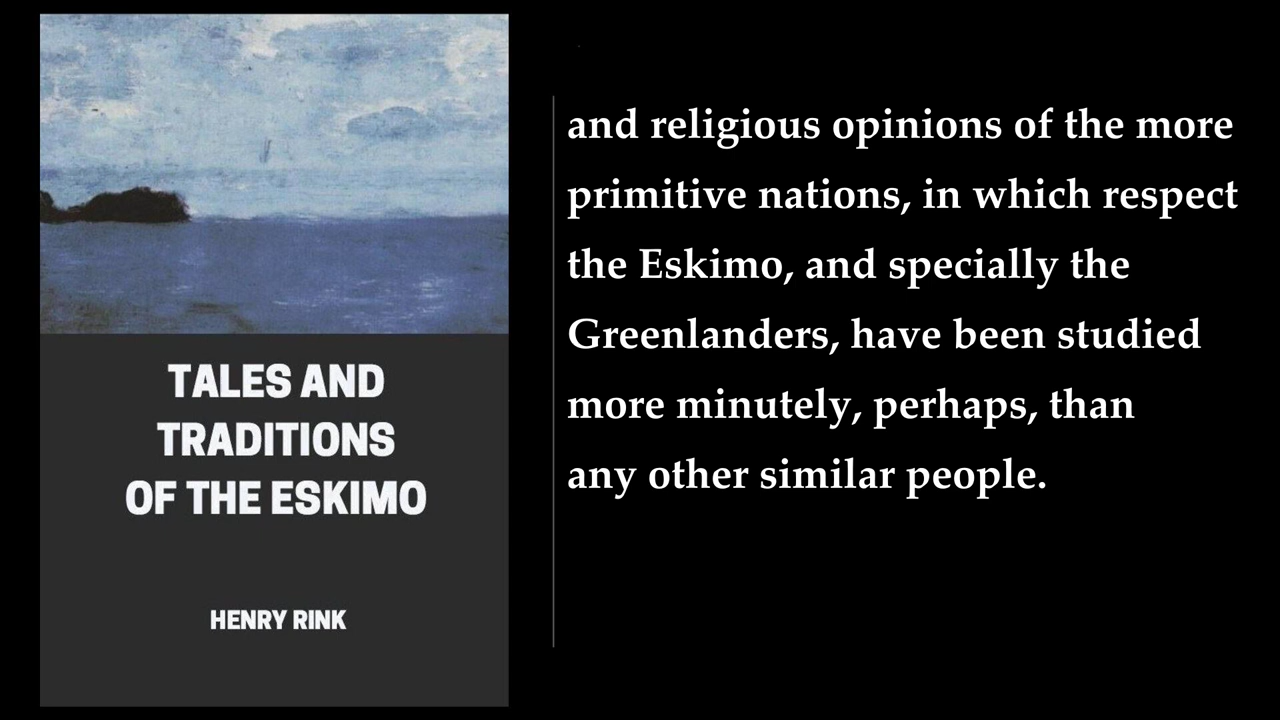 TALES AND
TRADITIONS
OF THE ESKIMO
HENRY RINK
and religious opinions of the more
primitive nations, in which respect
the Eskimo, and specially the
Greenlanders, have been studied
more minutely, perhaps, than
any other similar people.